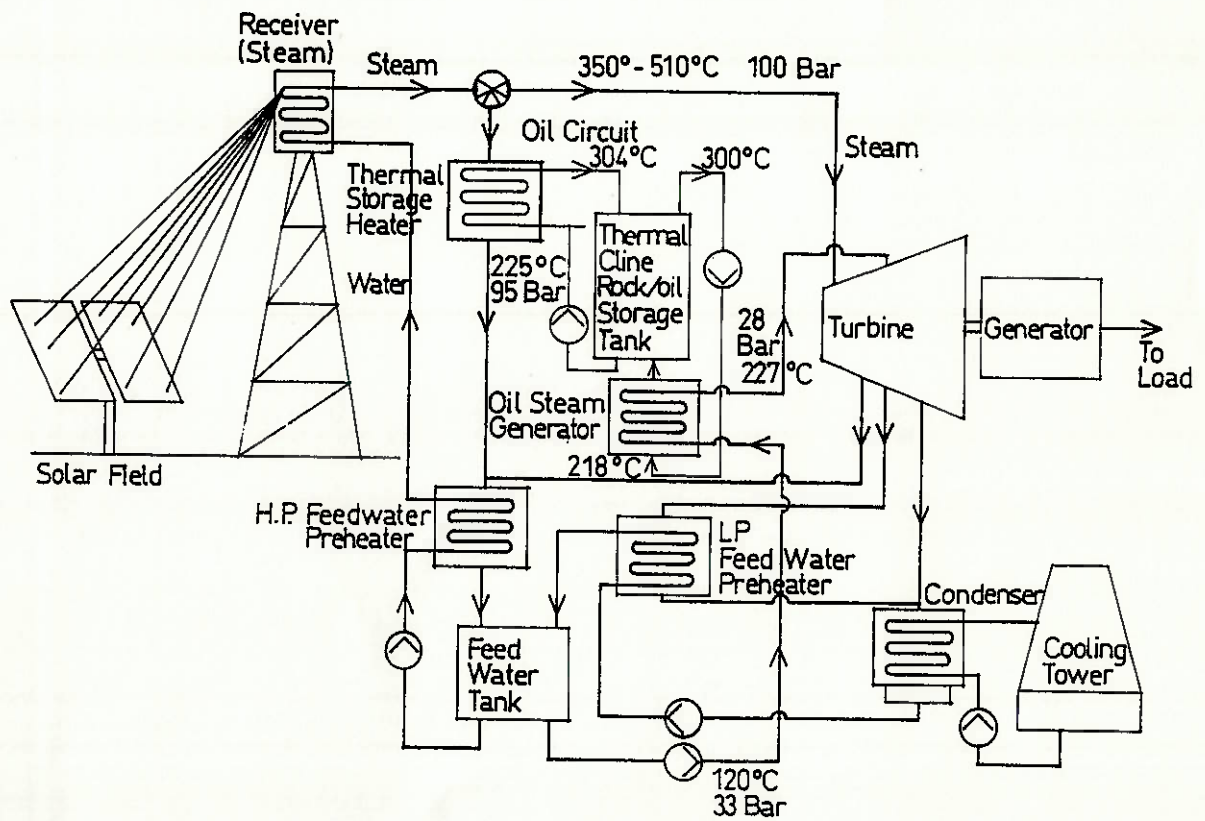 Receiver
(Steam)
Steam
350°-510°C 100 Bar
Oil Circuit
304°C
300°C
Steam
Thermal
Storage
Heater
Thermal
Cline
Rock/oil
Storage
Tank
Water
225°C
95 Bar
28
Bar
227°C
Turbine
Generator
To
Load
Oil Steam
Generator
218°C
Solar Field
H.P. Feedwater
Preheater
LP
Feed Water
Preheater
Condenser
Feed
Water
Tank
Cooling
Tower
120°C
33 Bar